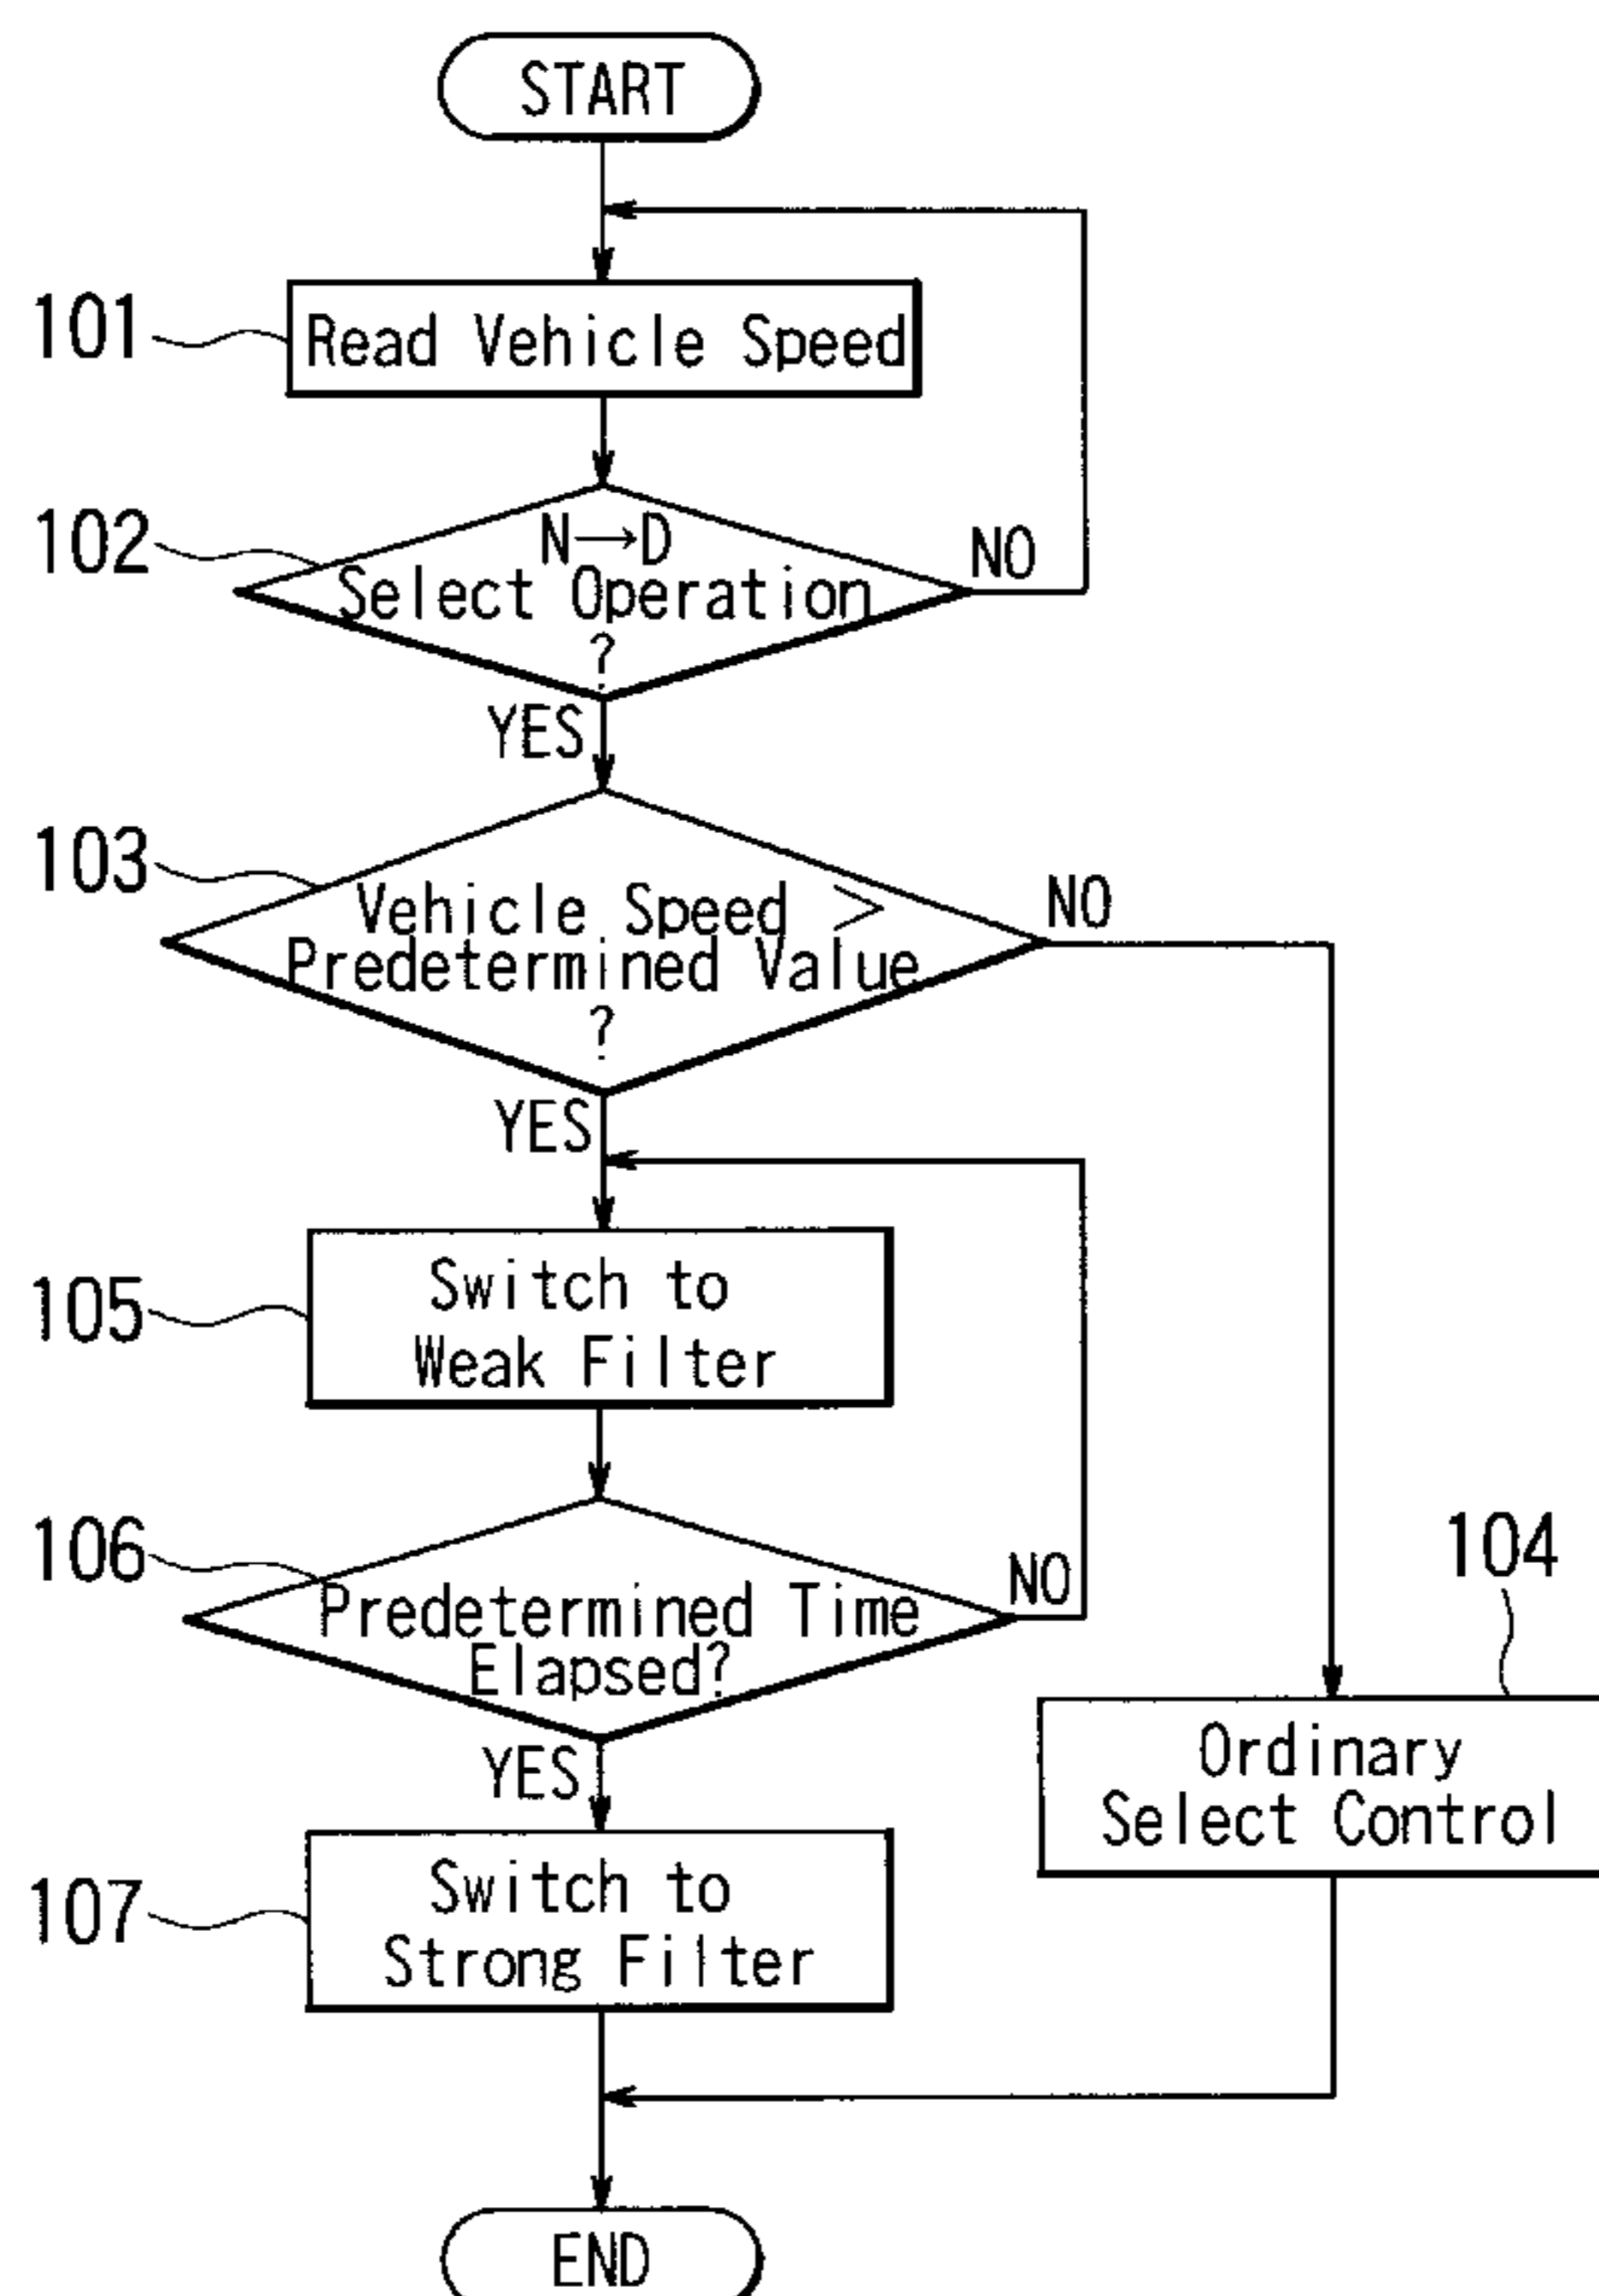 START
101
Read Vehicle Speed
102
N→D
Select Operation
?
NO
YES
103
Vehicle Speed >
Predetermined Value
?
NO
YES
105
Switch to
Weak Filter
106
Predetermined Time
Elapsed?
NO
YES
104
Ordinary
Select Control
107
Switch to
Strong Filter
END